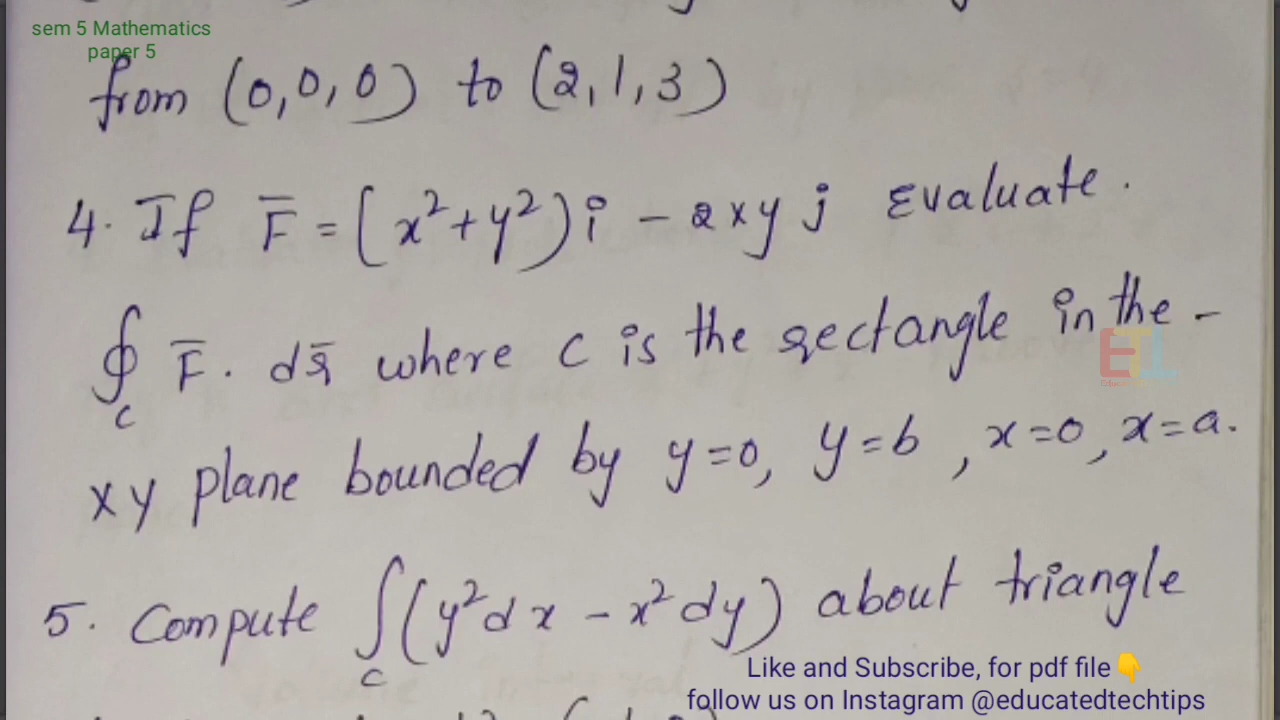 sem 5 Mathematics
paper 5
from (0,0,0) to (2,1,3)
4. If F̅ = (x²+y²)i - 2xyj Evaluate.
∮c F̅. dr̅ where c is the rectangle in the -
xy plane bounded by y=0, y=b, x=0, x=a.
5. Compute ∫c (y²dx - x²dy) about triangle
Like and Subscribe, for pdf file👇
follow us on Instagram @educatedtechtips